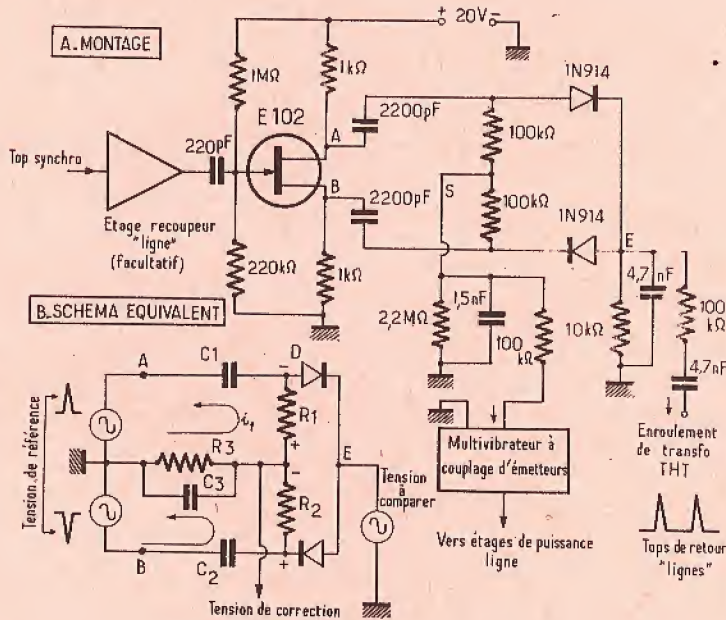 A. MONTAGE
+ 20V -
1MΩ
1kΩ
1N914
E 102
2200pF
220pF
A
100kΩ
Top synchro
B
S
2200pF
100kΩ
1N914
E
Etage recoupeur
"ligne"
(facultatif)
220kΩ
1kΩ
4,7nF
100
kΩ
B. SCHEMA EQUIVALENT
2,2MΩ
1,5nF
100
kΩ
10kΩ
4,7nF
A
C1
D
- 
i1
R1
+
Tension de référence
R3
-
E
C3
R2
Tension
à
comparer
Multivibrateur à
couplage d'émetteurs
Enroulement
de transfo
THT
B
C2
+
Vers étages de puissance
ligne
Tops de retour
"lignes"
Tension de correction